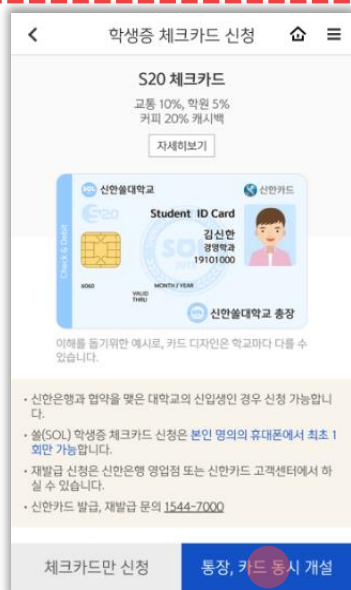 학생증 체크카드 신청
S20 체크카드
교통 10%, 학원 5%
커피 20% 캐시백
자세히보기
SOL 신한쏠대학교
신한카드
S20
Student ID Card
김신한
경영학과
19101000
Check & Debit
SOL
MONTH / YEAR
VALID
THRU
신한쏠대학교 총장
이해를 돕기위한 예시로, 카드 디자인은 학교마다 다를 수
있습니다.
· 신한은행과 협약을 맺은 대학교의 신입생인 경우 신청 가능합니
다.
· 쏠(SOL) 학생증 체크카드 신청은 본인 명의의 휴대폰에서 최초 1
회만 가능합니다.
· 재발급 신청은 신한은행 영업점 또는 신한카드 고객센터에서 하
실 수 있습니다.
· 신한카드 발급, 재발급 문의 1544-7000
체크카드만 신청
통장, 카드 동시 개설